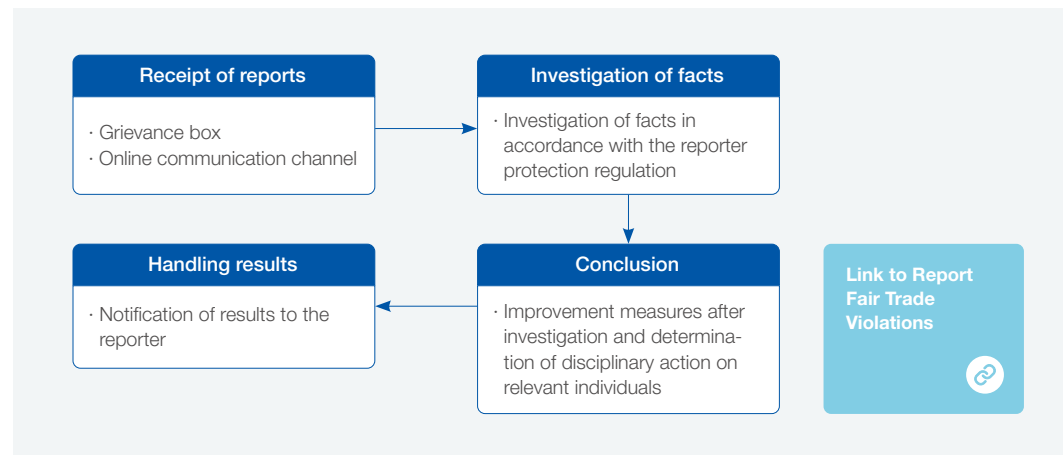 Receipt of reports
· Grievance box
· Online communication channel
Investigation of facts
· Investigation of facts in
accordance with the reporter
protection regulation
Conclusion
· Improvement measures after
investigation and determina-
tion of disciplinary action on
relevant individuals
Handling results
· Notification of results to the
reporter
Link to Report
Fair Trade
Violations